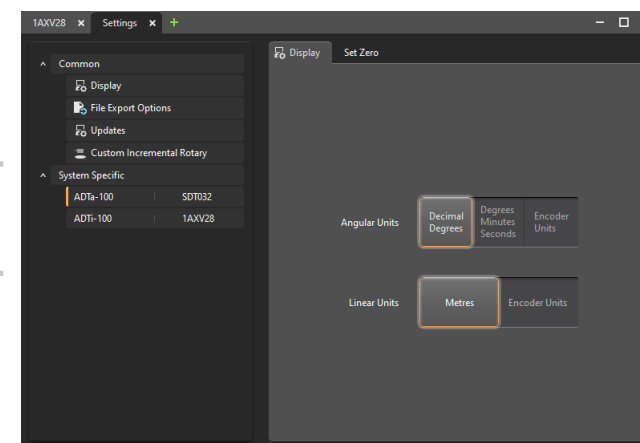 1AXV28 Settings
Display Set Zero
Common
Display
File Export Options
Updates
Custom Incremental Rotary
System Specific
ADTa-100 SDT032
ADTi-100 1AXV28
Angular Units
Decimal
Degrees
Degrees
Minutes
Seconds
Encoder
Units
Linear Units
Metres
Encoder Units